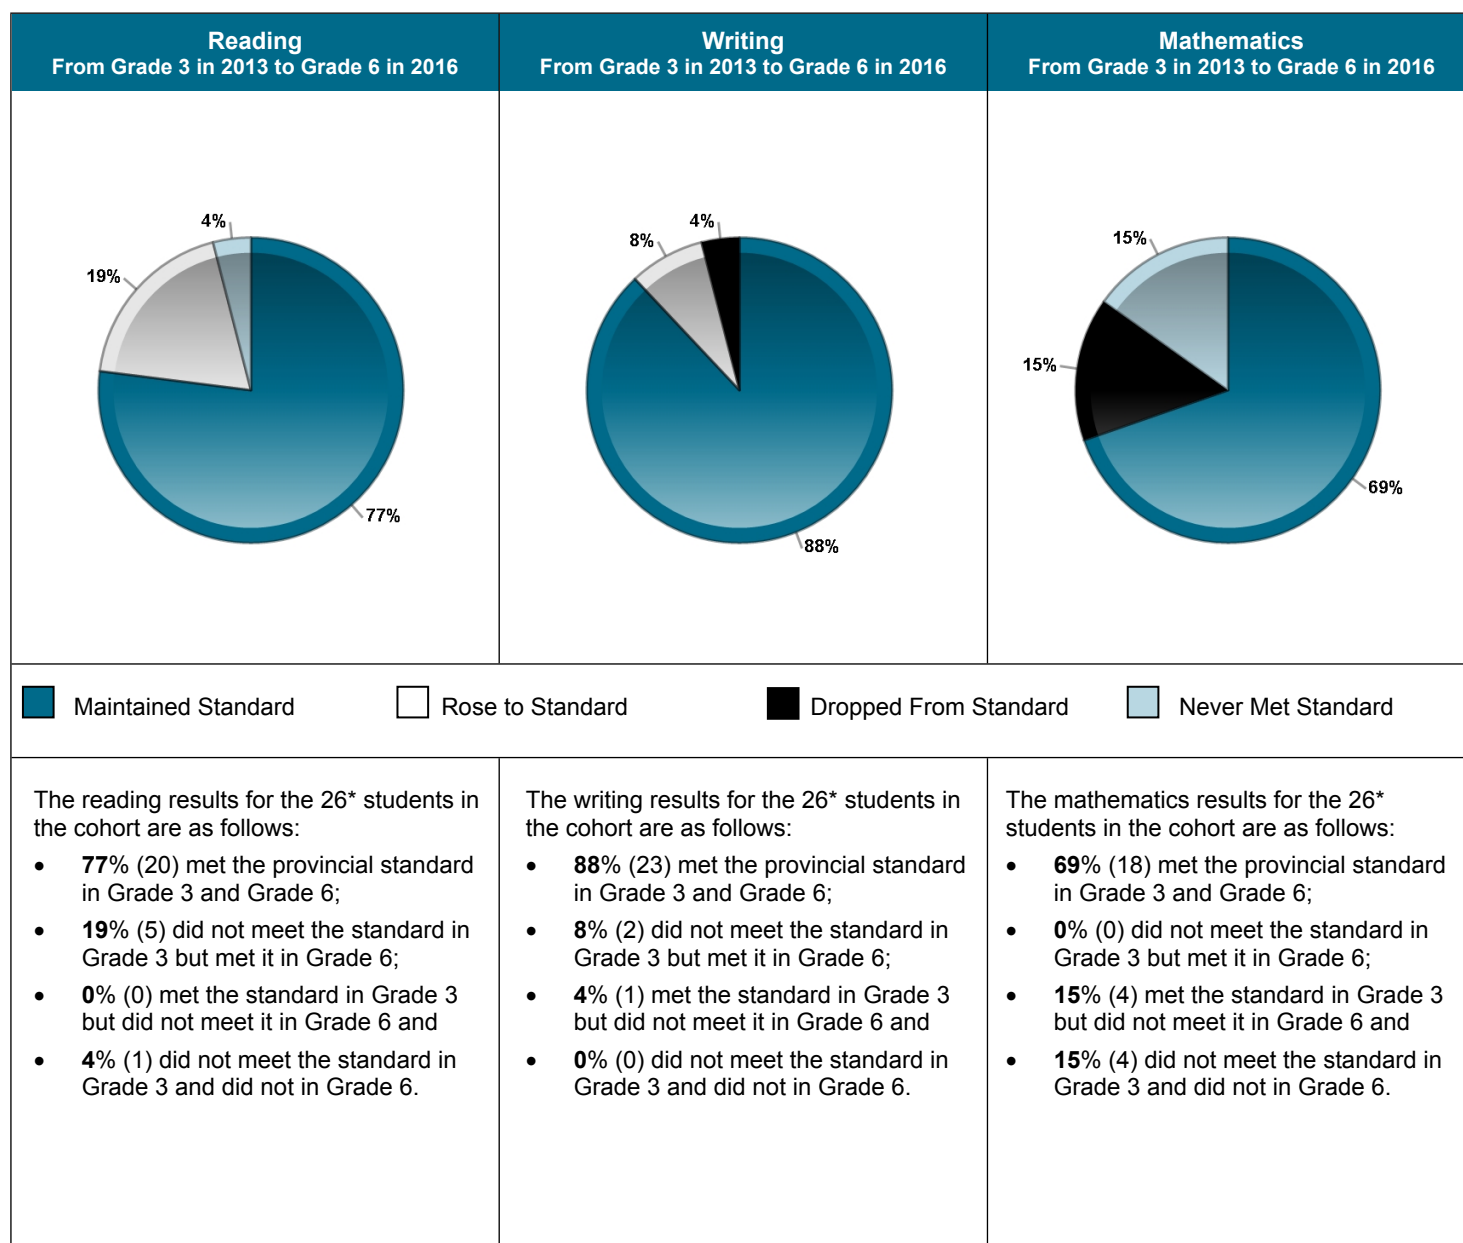 Reading
From Grade 3 in 2013 to Grade 6 in 2016
Writing
From Grade 3 in 2013 to Grade 6 in 2016
Mathematics
From Grade 3 in 2013 to Grade 6 in 2016
4%
19%
77%
4%
8%
88%
15%
15%
69%
Maintained Standard
Rose to Standard
Dropped From Standard
Never Met Standard
The reading results for the 26* students in
the cohort are as follows:
• 77% (20) met the provincial standard
in Grade 3 and Grade 6;
• 19% (5) did not meet the standard in
Grade 3 but met it in Grade 6;
• 0% (0) met the standard in Grade 3
but did not meet it in Grade 6 and
• 4% (1) did not meet the standard in
Grade 3 and did not in Grade 6.
The writing results for the 26* students in
the cohort are as follows:
• 88% (23) met the provincial standard
in Grade 3 and Grade 6;
• 8% (2) did not meet the standard in
Grade 3 but met it in Grade 6;
• 4% (1) met the standard in Grade 3
but did not meet it in Grade 6 and
• 0% (0) did not meet the standard in
Grade 3 and did not in Grade 6.
The mathematics results for the 26*
students in the cohort are as follows:
• 69% (18) met the provincial standard
in Grade 3 and Grade 6;
• 0% (0) did not meet the standard in
Grade 3 but met it in Grade 6;
• 15% (4) met the standard in Grade 3
but did not meet it in Grade 6 and
• 15% (4) did not meet the standard in
Grade 3 and did not in Grade 6.